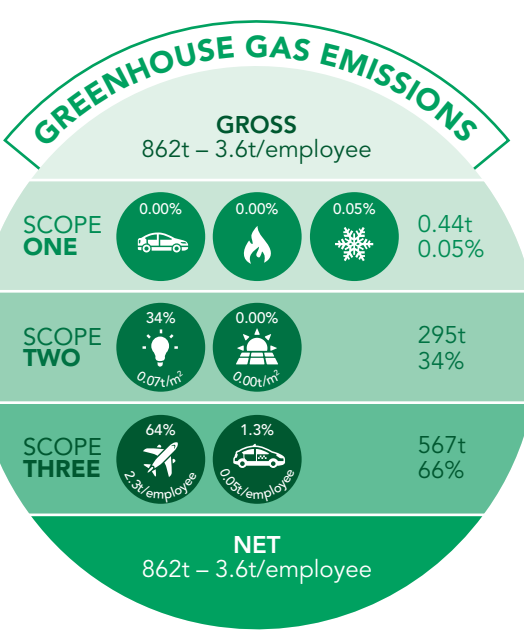 GREENHOUSE GAS EMISSIONS
GROSS
862t – 3.6t/employee
SCOPE
ONE
0.00%
0.00%
0.05%
0.44t
0.05%
SCOPE
TWO
34%
0.07t/m²
0.00%
0.00t/m²
295t
34%
SCOPE
THREE
64%
2.3t/employee
1.3%
0.05t/employee
567t
66%
NET
862t – 3.6t/employee